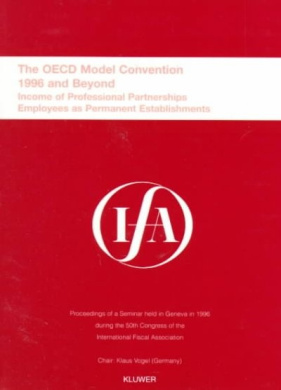 The OECD Model Convention
1996 and Beyond
Income of Professional Partnerships
Employees as Permanent Establishments
IfA
Proceedings of a Seminar held in Geneva in 1996
during the 50th Congress of the
International Fiscal Association
Chair: Klaus Vogel (Germany)
KLUWER